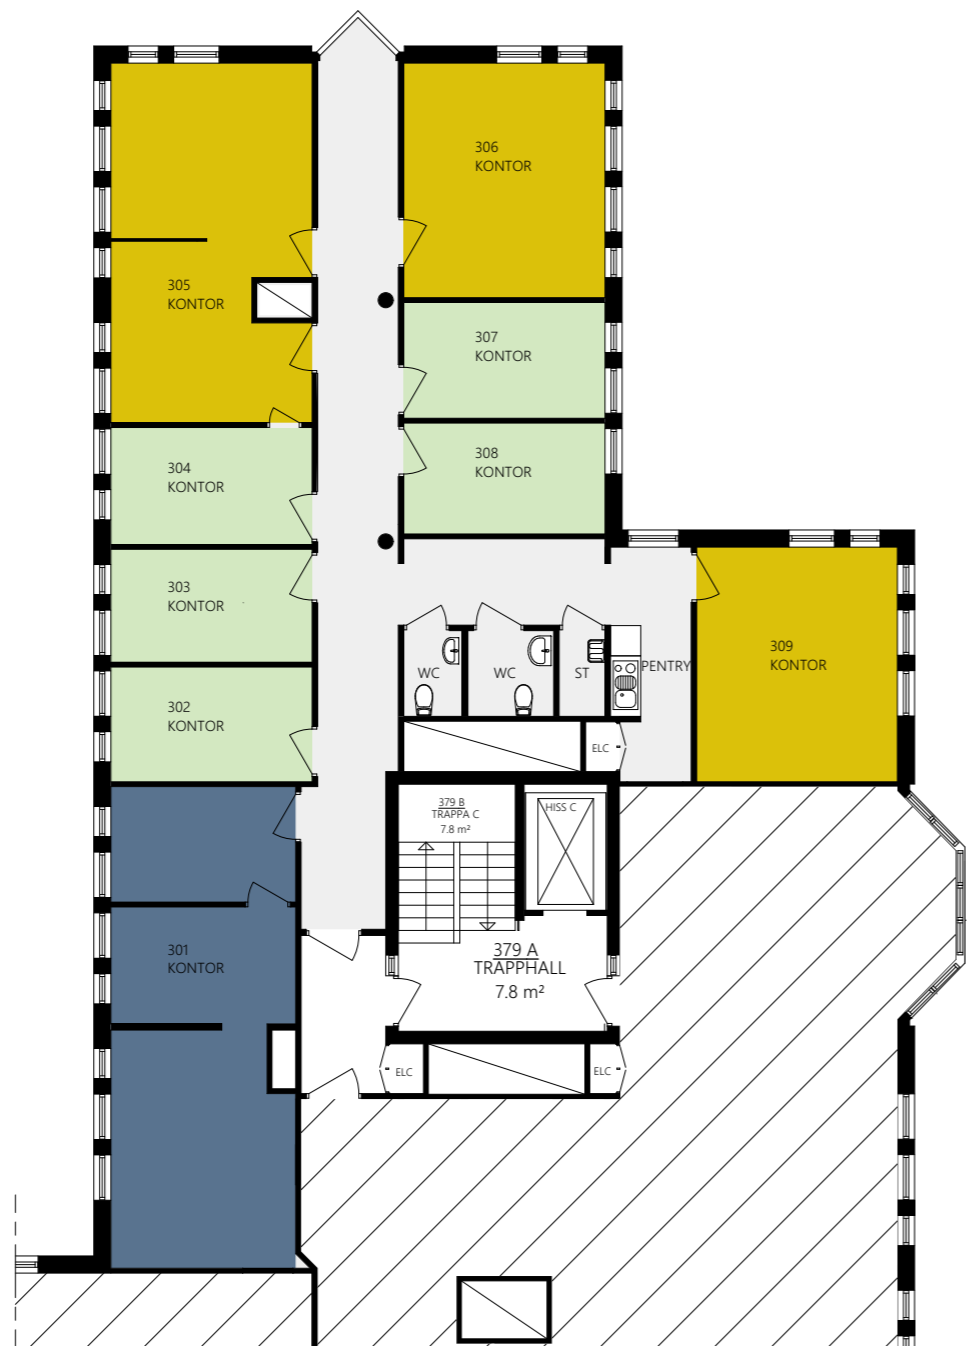 306
KONTOR
305
KONTOR
307
KONTOR
308
KONTOR
304
KONTOR
303
KONTOR
302
KONTOR
WC
WC
ST
PENTRY
309
KONTOR
ELC
379 B
TRAPPA C
7.8 m²
HISS C
301
KONTOR
379 A
TRAPPHALL
7.8 m²
ELC
ELC